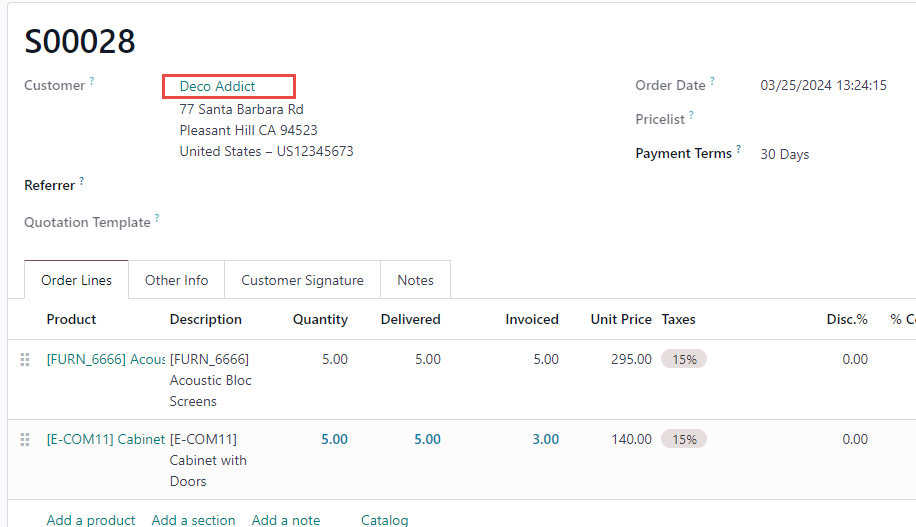 S00028
Customer ? Deco Addict
77 Santa Barbara Rd
Pleasant Hill CA 94523
United States – US12345673
Order Date ? 03/25/2024 13:24:15
Pricelist ?
Payment Terms ? 30 Days
Referrer ?
Quotation Template ?
Order Lines Other Info Customer Signature Notes
Product Description Quantity Delivered Invoiced Unit Price Taxes Disc.% %
[FURN_6666] Acous [FURN_6666] 5.00 5.00 5.00 295.00 15% 0.00
Acoustic Bloc
Screens
[E-COM11] Cabinet [E-COM11] 5.00 5.00 3.00 140.00 15% 0.00
Cabinet with
Doors
Add a product Add a section Add a note Catalog